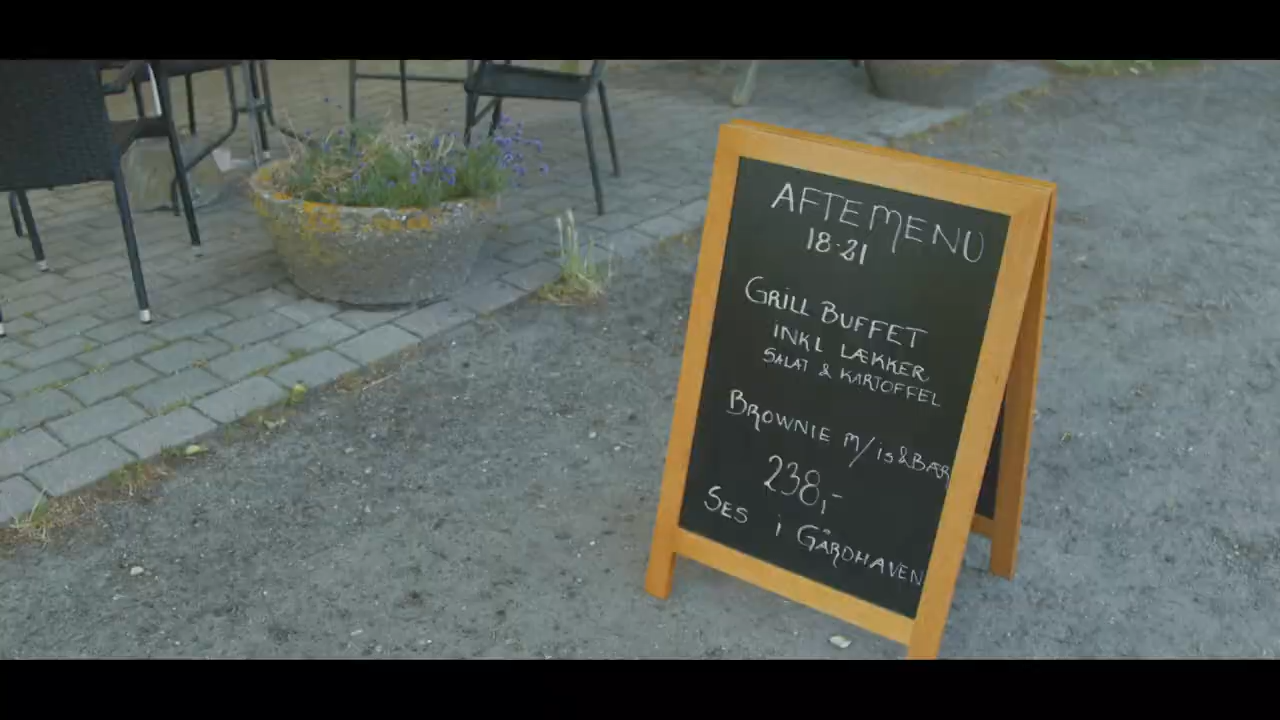 AFTEMENU
18-21
GRILL BUFFET
INKL LÆKKER
SALAT & KARTOFFEL
BROWNIE M/is & BÆR
238,-
SES i GÅRDHAVEN